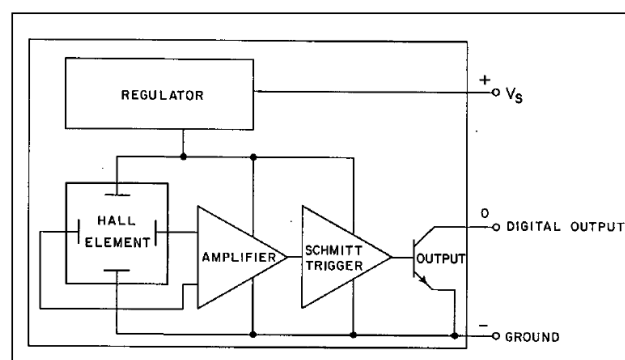 REGULATOR
+
VS
HALL
ELEMENT
AMPLIFIER
SCHMITT
TRIGGER
OUTPUT
O
DIGITAL OUTPUT
−
GROUND